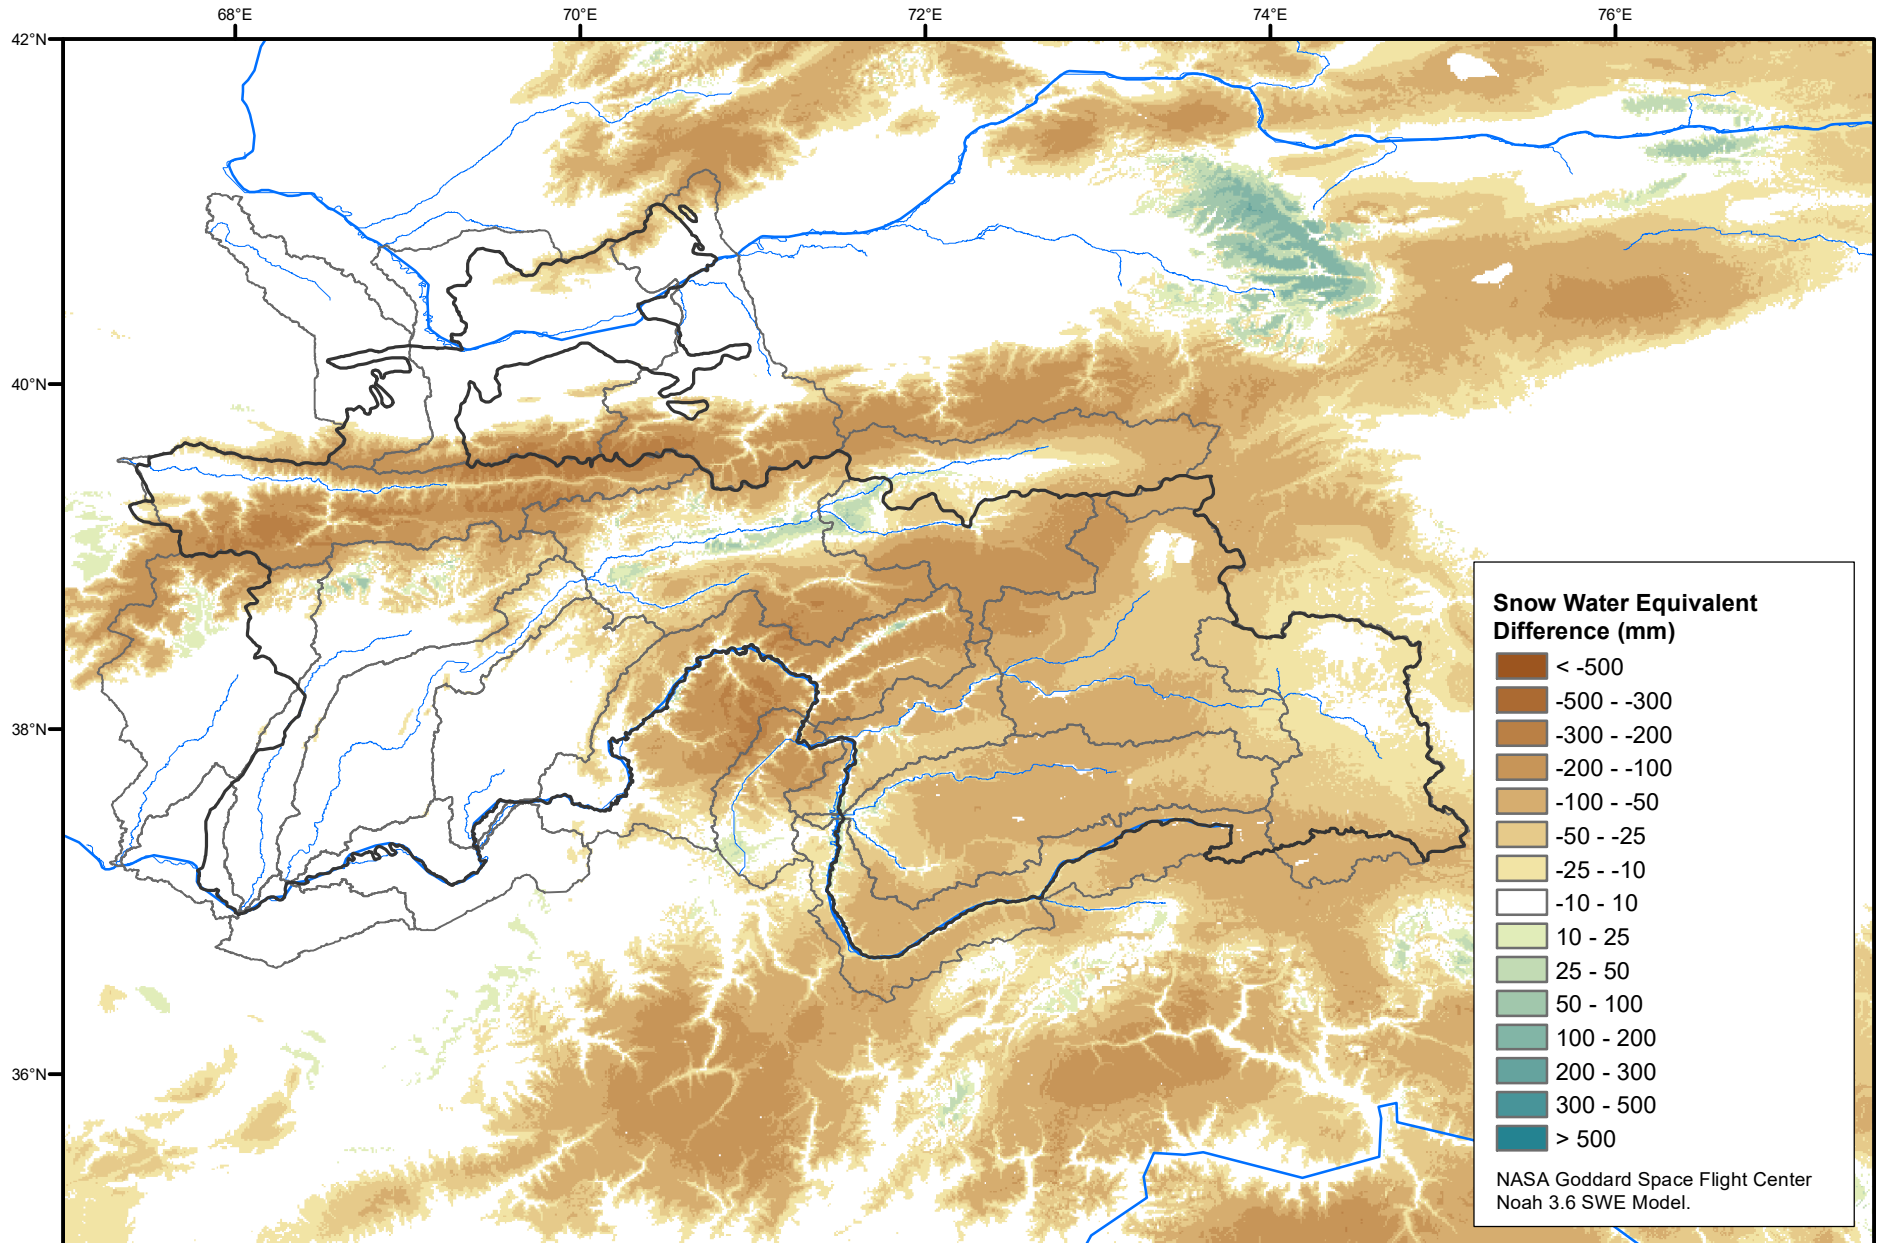 68°E 70°E 72°E 74°E 76°E
42°N
40°N
38°N
36°N
Snow Water Equivalent
Difference (mm)
< -500
-500 - -300
-300 - -200
-200 - -100
-100 - -50
-50 - -25
-25 - -10
-10 - 10
10 - 25
25 - 50
50 - 100
100 - 200
200 - 300
300 - 500
> 500
NASA Goddard Space Flight Center
Noah 3.6 SWE Model.